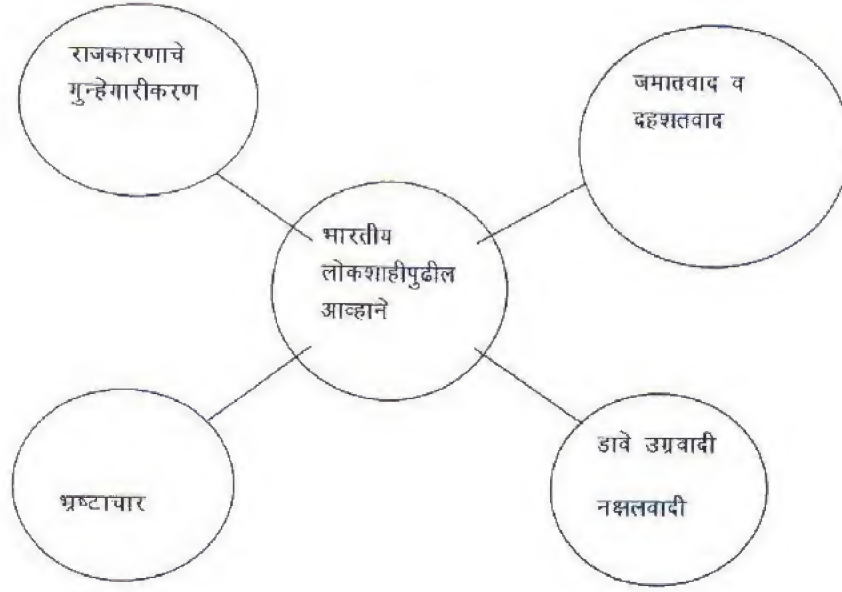 राजकारणाचे
गुन्हेगारीकरण
जमातवाद व
दहशतवाद
भारतीय
लोकशाहीपुढील
आव्हाने
भ्रष्टाचार
डावे उग्रवादी
नक्षलवादी